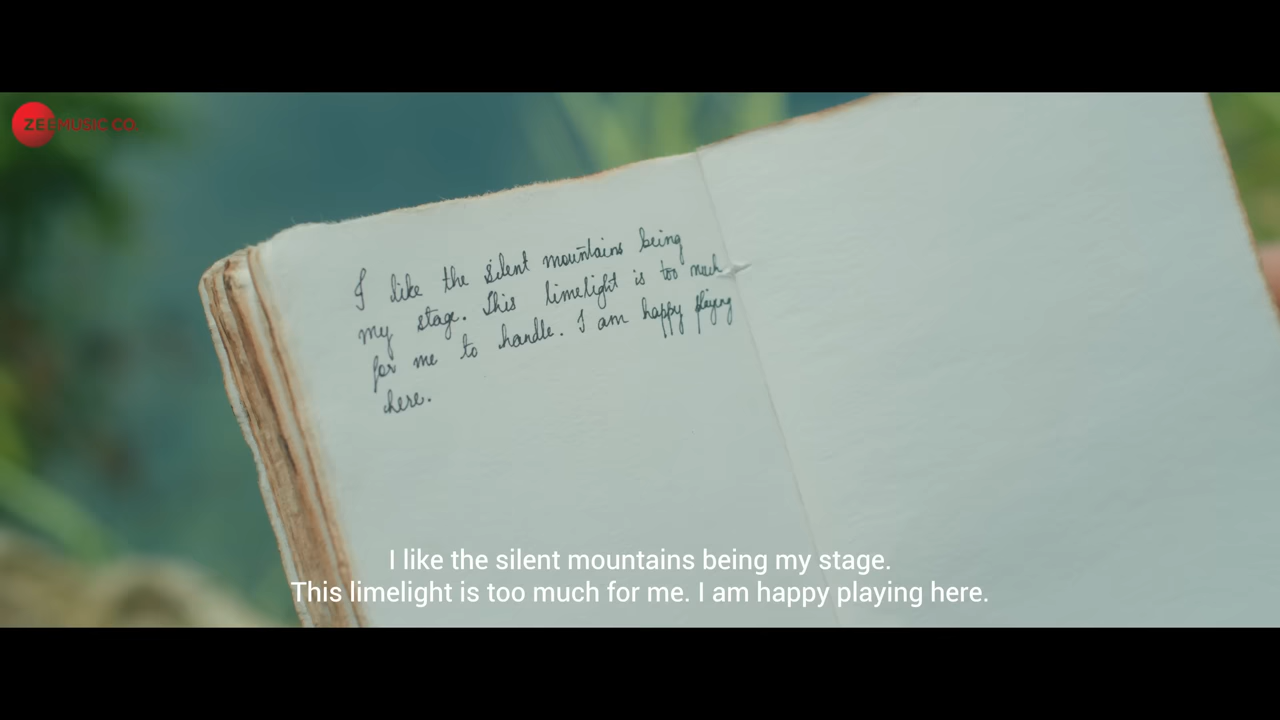 ZEE MUSIC CO.
I like the silent mountains being
my stage. This limelight is too much
for me to handle. I am happy playing
here.
I like the silent mountains being my stage.
This limelight is too much for me. I am happy playing here.